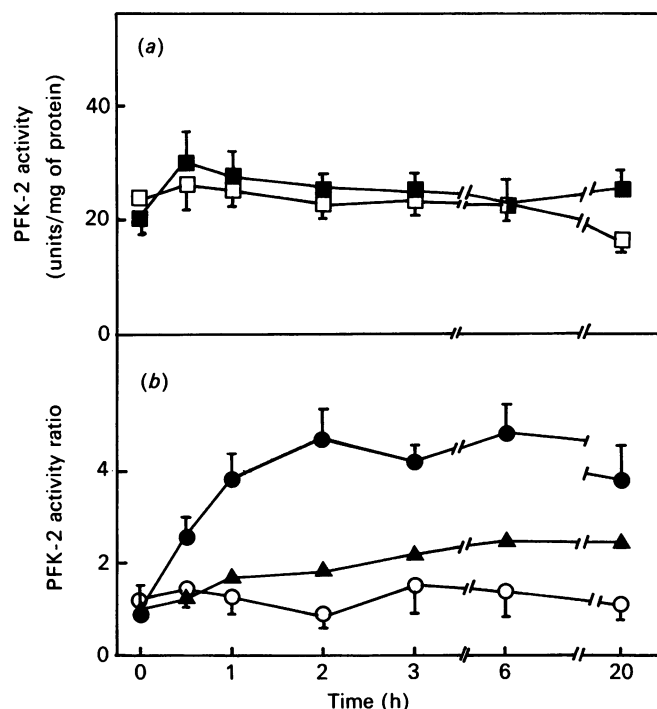 (a)
PFK-2 activity
(units/mg of protein)
40
20
0
(b)
PFK-2 activity ratio
4
2
0
0 1 2 3 6 20
Time (h)